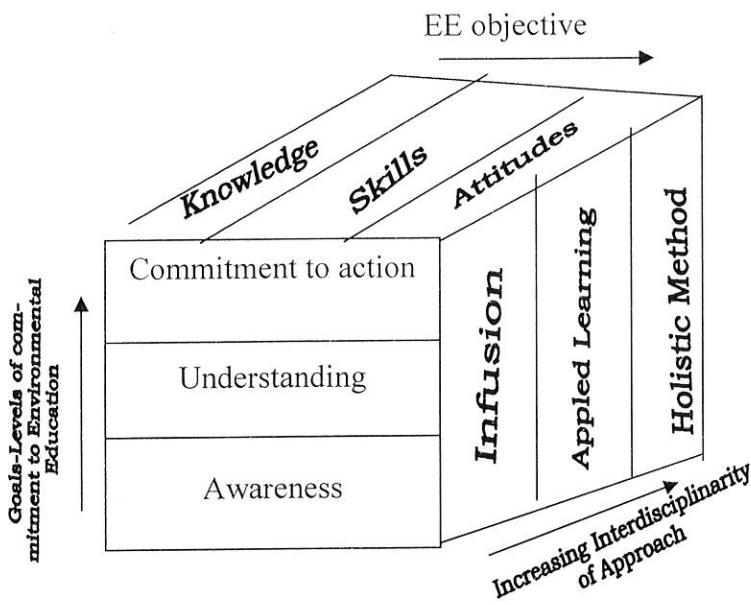 EE objective
Knowledge
Skills
Attitudes
Commitment to action
Understanding
Awareness
Goals-Levels of com-
mitment to Environmental
Education
Infusion
Appled Learning
Holistic Method
Increasing Interdisciplinarity
of Approach